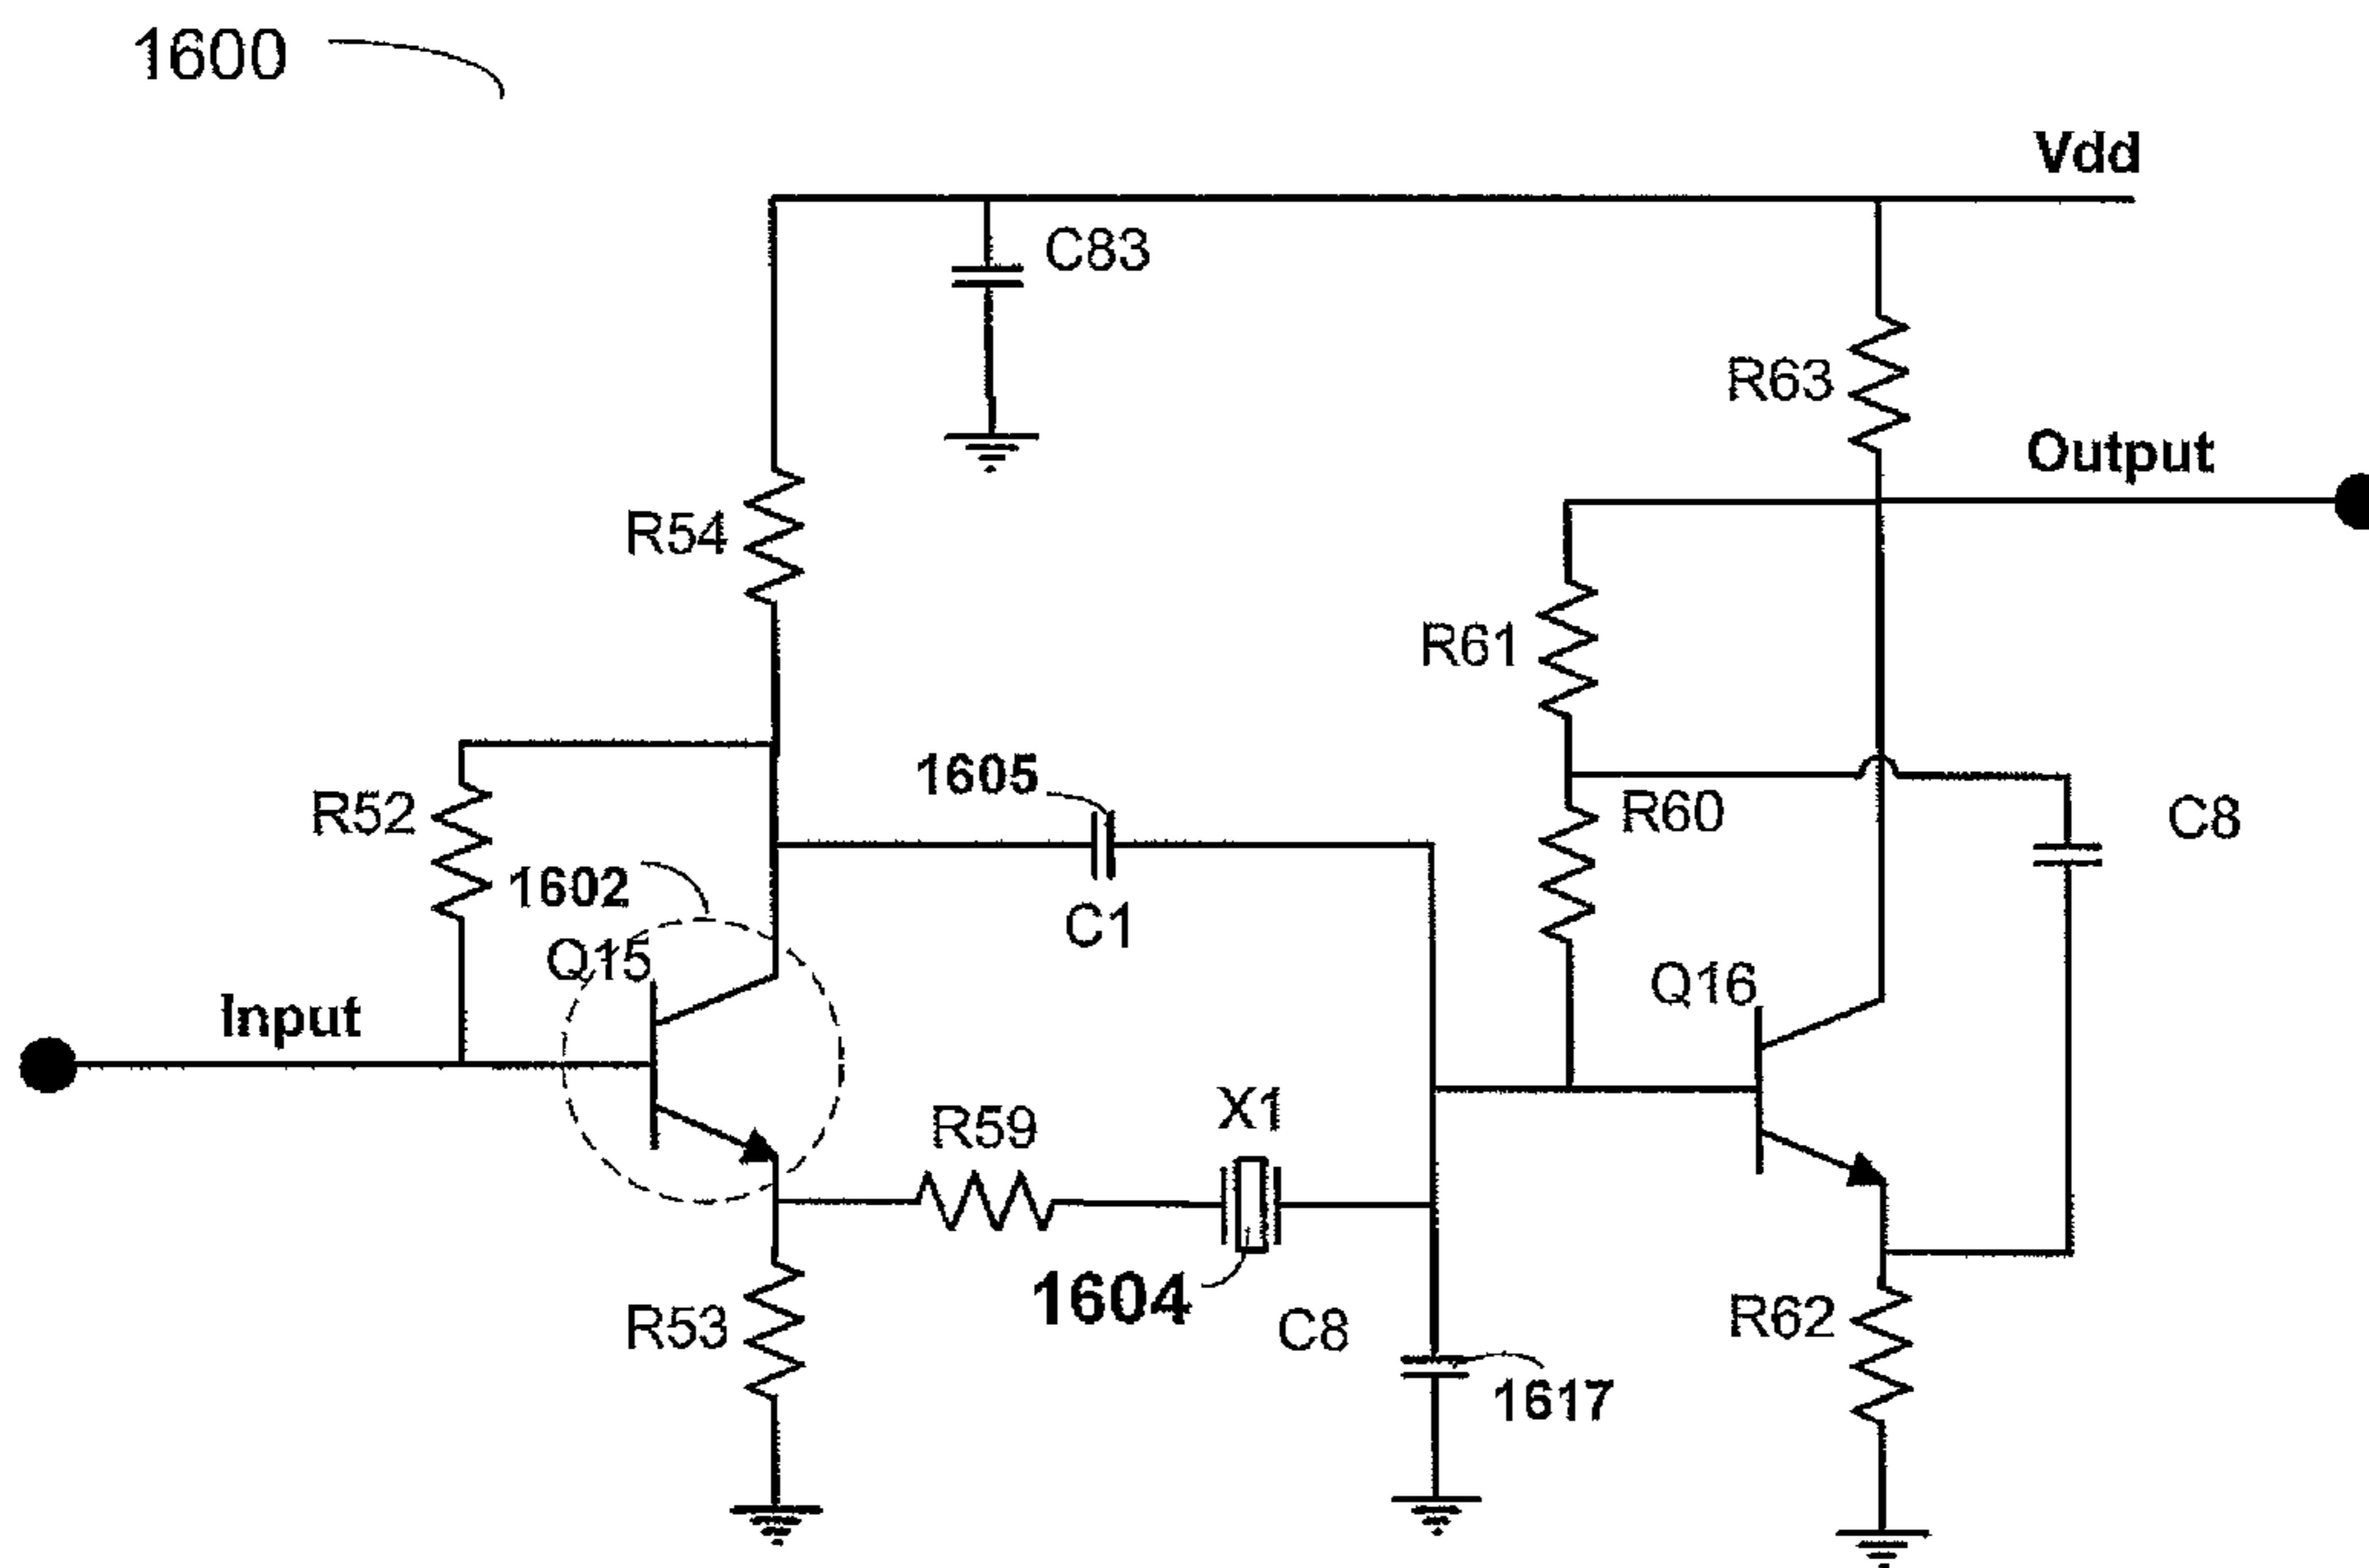 1600
Vdd
C83
R63
Output
R54
R61
1605
R52
R60
C8
1602
C1
Q15
Q16
Input
X1
R59
1604
R53
C8
R62
1617